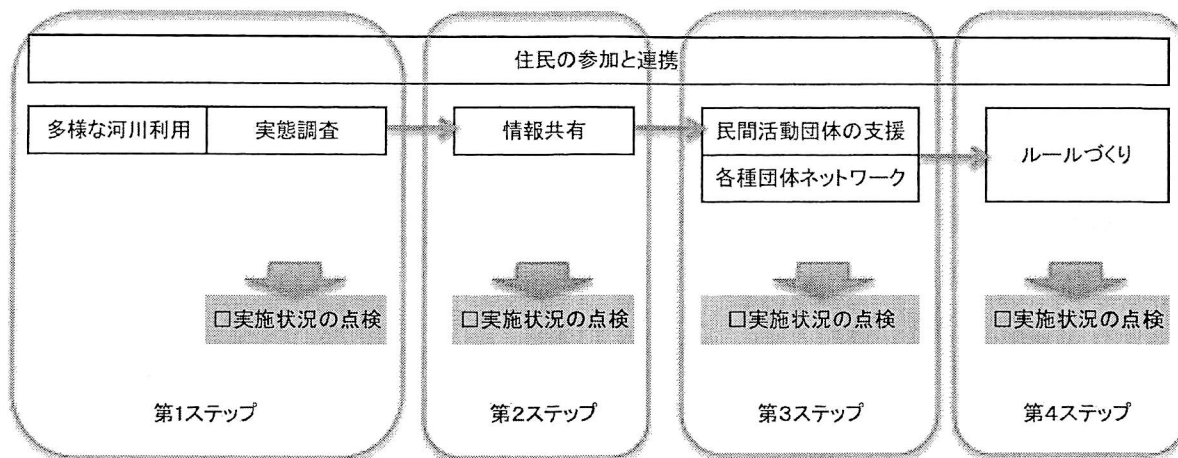 住民の参加と連携
多様な河川利用
実態調査
情報共有
民間活動団体の支援
各種団体ネットワーク
ルールづくり
□実施状況の点検
□実施状況の点検
□実施状況の点検
□実施状況の点検
第1ステップ
第2ステップ
第3ステップ
第4ステップ